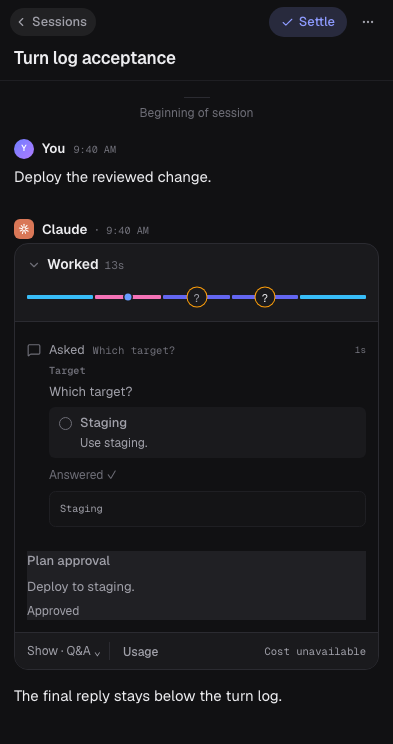 Sessions
Settle
Turn log acceptance
Beginning of session
Y
You 9:40 AM
Deploy the reviewed change.
Claude · 9:40 AM
Worked 13s
? ?
Asked Which target? 1s
Target
Which target?
Staging
Use staging.
Answered ✓
Staging
Plan approval
Deploy to staging.
Approved
Show · Q&A Usage Cost unavailable
The final reply stays below the turn log.